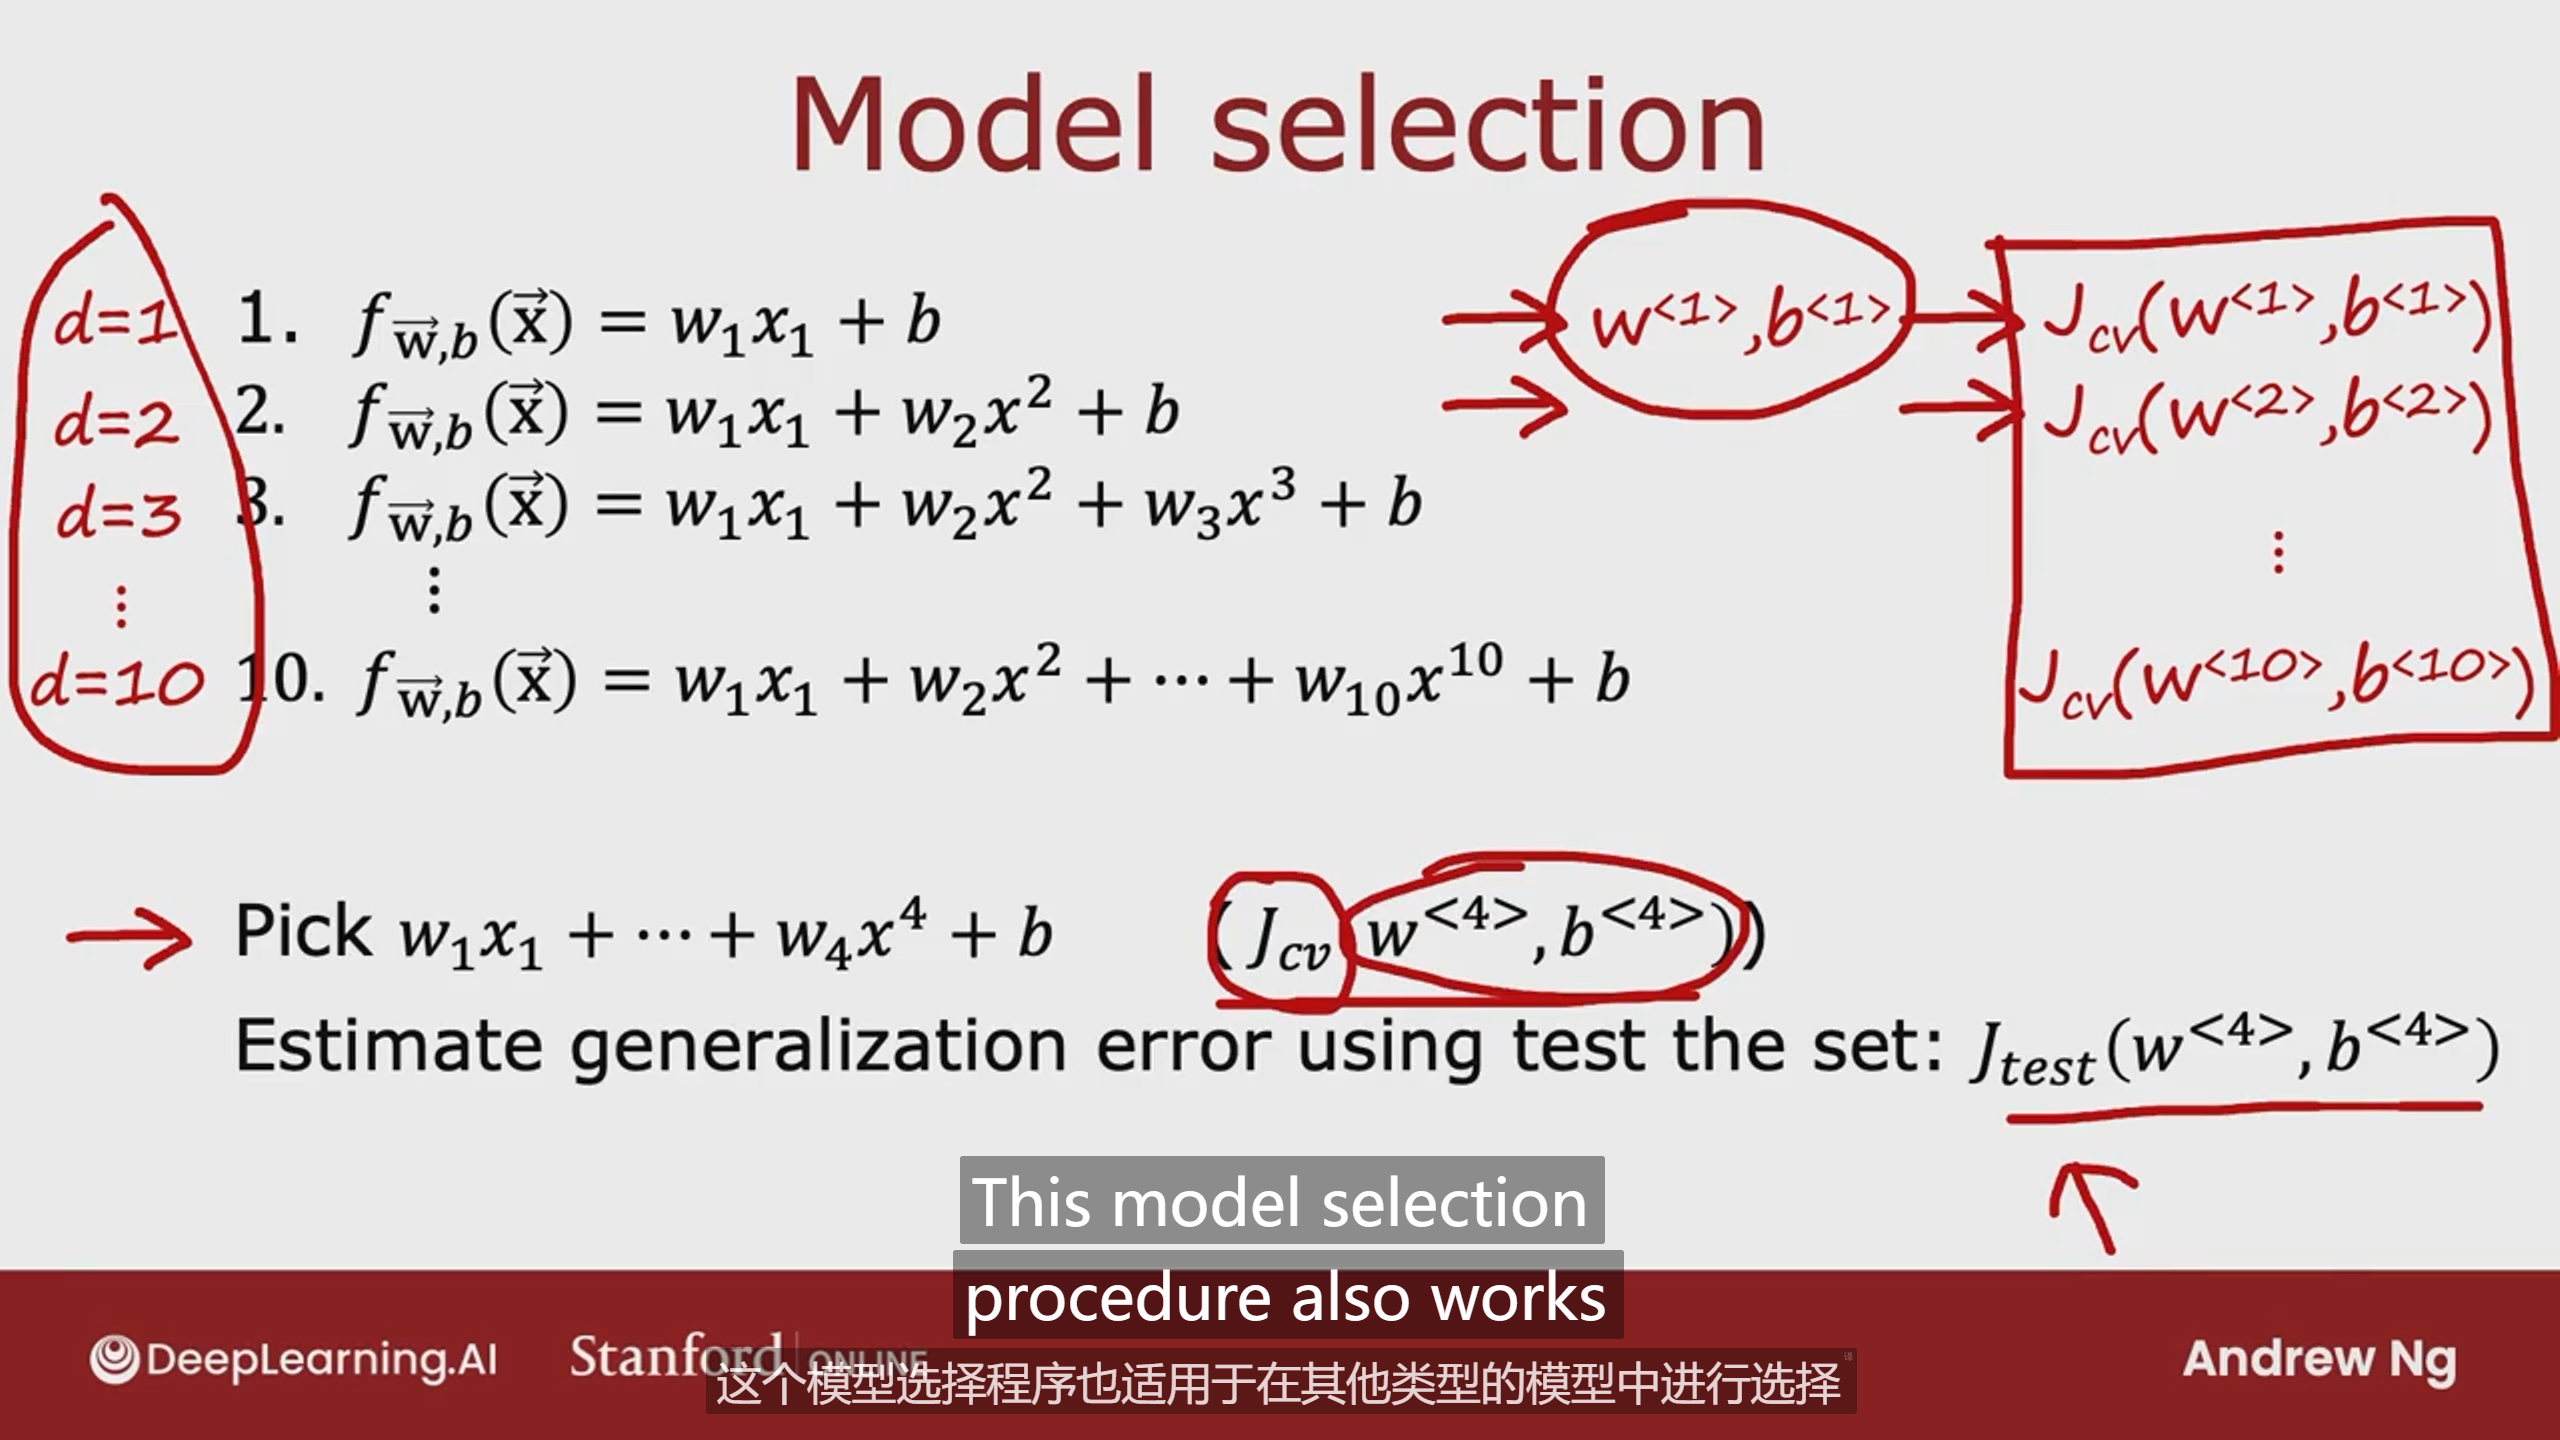 Model selection
d=1 1. f_{\vec{w},b}(\vec{x}) = w_1x_1 + b → w^{<1>},b^{<1>} → J_{cv}(w^{<1>},b^{<1>})
d=2 2. f_{\vec{w},b}(\vec{x}) = w_1x_1 + w_2x^2 + b → → J_{cv}(w^{<2>},b^{<2>})
d=3 3. f_{\vec{w},b}(\vec{x}) = w_1x_1 + w_2x^2 + w_3x^3 + b
⋮ ⋮ ⋮
d=10 10. f_{\vec{w},b}(\vec{x}) = w_1x_1 + w_2x^2 + ⋯ + w_{10}x^{10} + b J_{cv}(w^{<10>},b^{<10>})
→ Pick w_1x_1 + ⋯ + w_4x^4 + b (J_{cv}(w^{<4>},b^{<4>}))
Estimate generalization error using test the set: J_{test}(w^{<4>},b^{<4>})
This model selection
procedure also works
DeepLearning.AI Stanford | ONLINE Andrew Ng
这个模型选择程序也适用于在其他类型的模型中进行选择 译